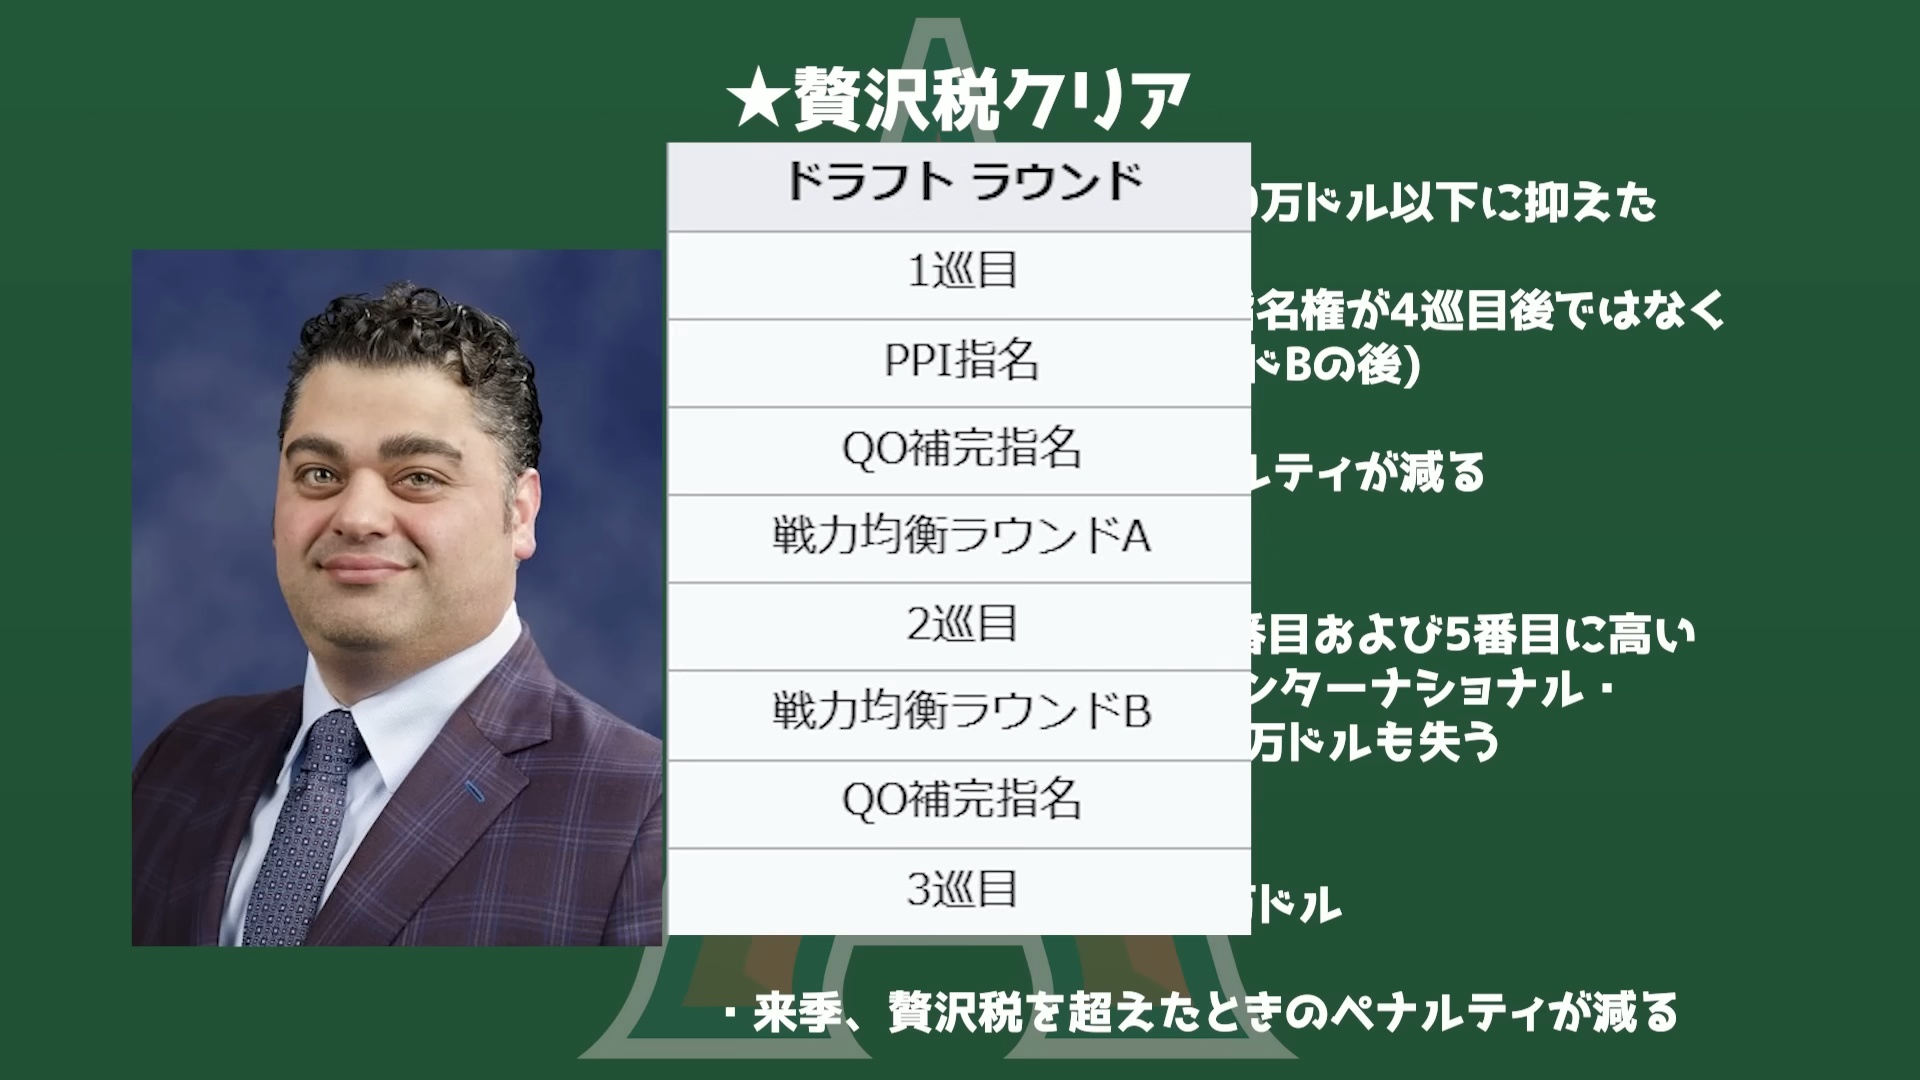 ★贅沢税クリア
ドラフト ラウンド
1巡目
PPI指名
QO補完指名
戦力均衡ラウンドA
2巡目
戦力均衡ラウンドB
QO補完指名
3巡目
万ドル以下に抑えた
名権が4巡目後ではなく
ドBの後)
ルティが減る
番目および5番目に高い
ンターナショナル・
万ドルも失う
万ドル
・来季、贅沢税を超えたときのペナルティが減る